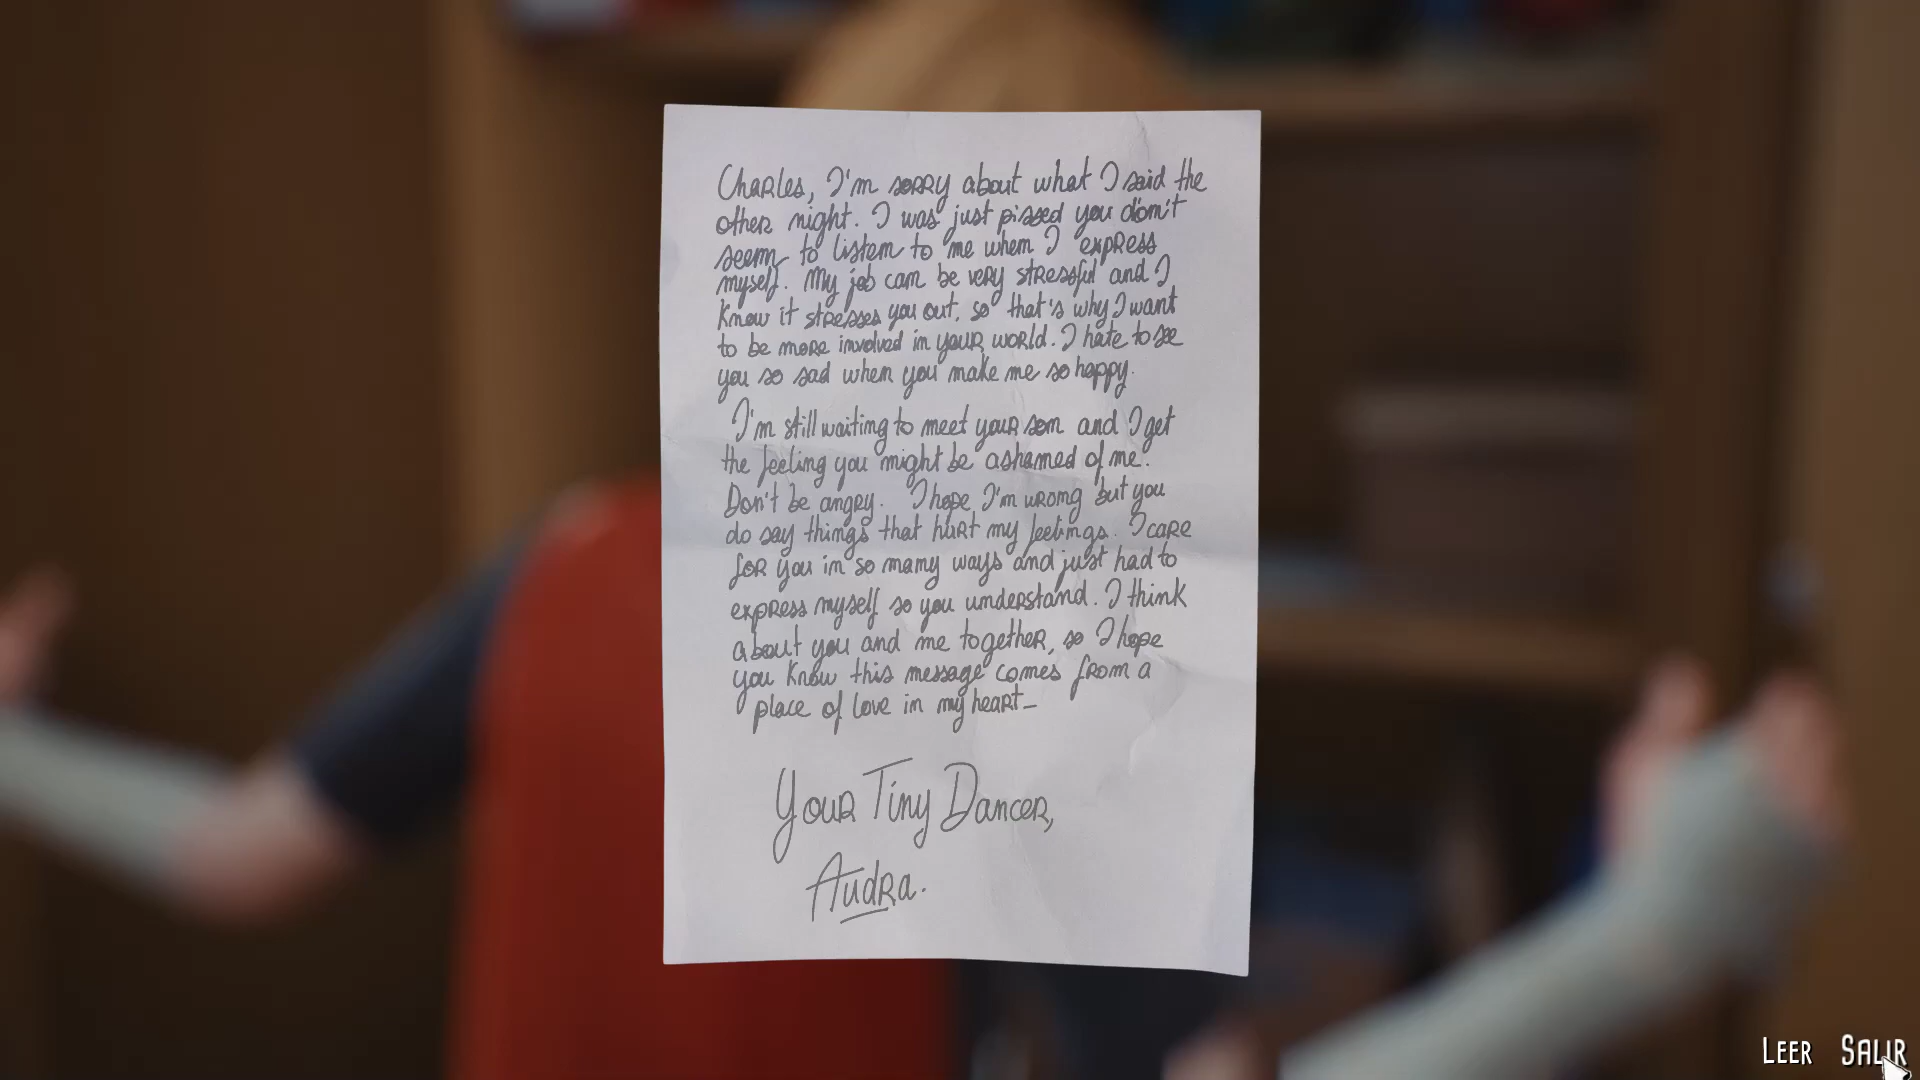 Charles, I'm sorry about what I said the
other night. I was just pissed you don't
seem to listen to me when I express
myself. My job can be very stressful and I
know it stresses you out, so that's why I want
to be more involved in your world. I hate to see
you so sad when you make me so happy.
I'm still waiting to meet your son and I get
the feeling you might be ashamed of me.
Don't be angry. I hope I'm wrong but you
do say things that hurt my feelings. I care
for you in so many ways and just had to
express myself so you understand. I think
about you and me together, so I hope
you know this message comes from a
place of love in my heart_
Your Tiny Dancer,
Audra.
Leer Salir